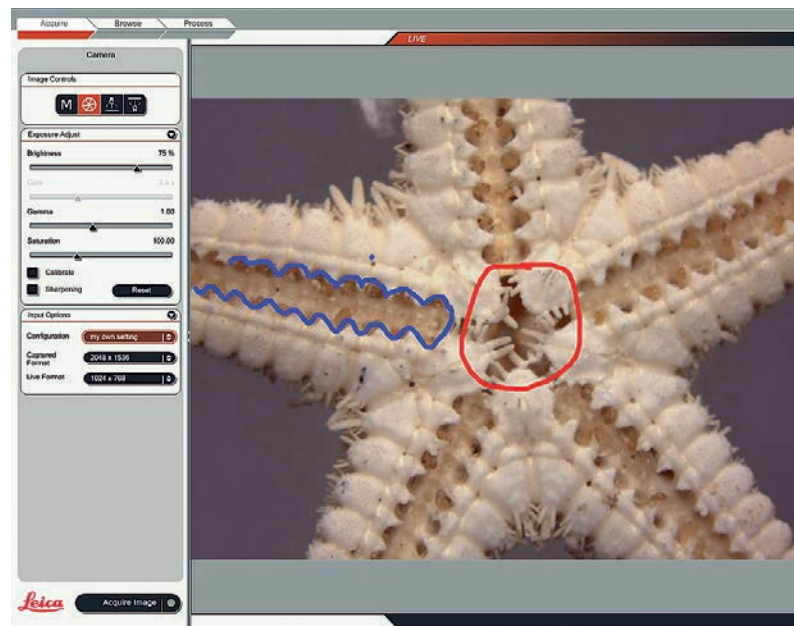 Acquire Browse Process
LIVE
Camera
Image Controls
M
Exposure Adjust
Brightness 75 %
Gain
Gamma 1.00
Saturation 100.00
Calibrate
Sharpening Reset
Input Options
Configuration my own setting
Captured Format 2048 x 1536
Live Format 1024 x 768
Leica Acquire Image